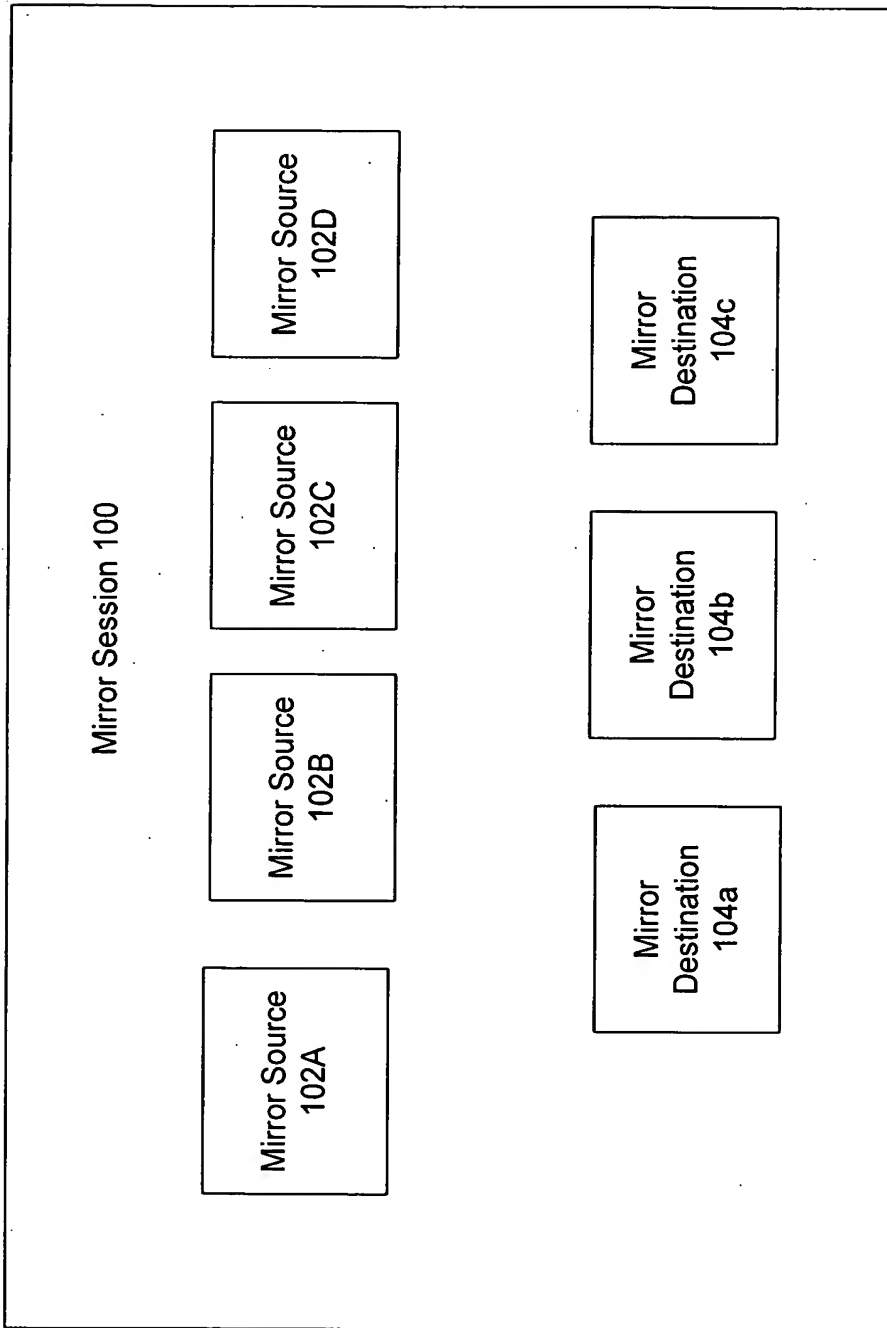 Mirror Session 100
Mirror Source
102A
Mirror Source
102B
Mirror Source
102C
Mirror Source
102D
Mirror
Destination
104a
Mirror
Destination
104b
Mirror
Destination
104c